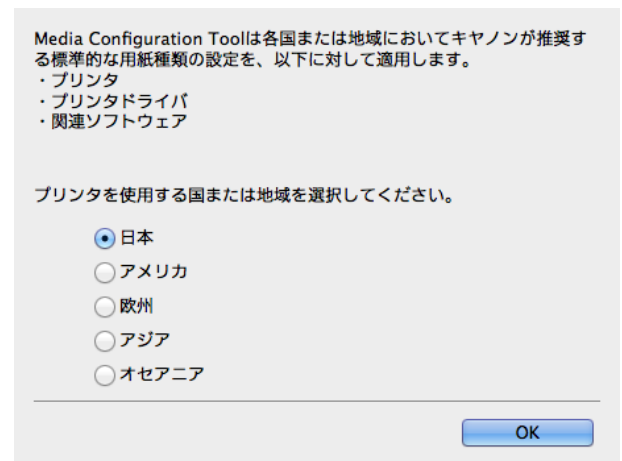 Media Configuration Toolは各国または地域においてキヤノンが推奨す
る標準的な用紙種類の設定を、以下に対して適用します。
・プリンタ
・プリンタドライバ
・関連ソフトウェア
プリンタを使用する国または地域を選択してください。
日本
アメリカ
欧州
アジア
オセアニア
OK